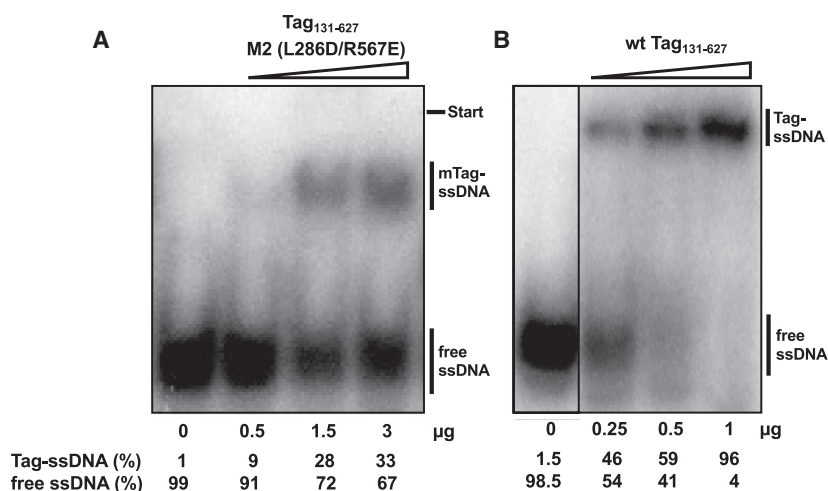 A
Tag131-627
M2 (L286D/R567E)
Start
mTag-
ssDNA
free
ssDNA
0 0.5 1.5 3 µg
Tag-ssDNA (%) 1 9 28 33
free ssDNA (%) 99 91 72 67
B
wt Tag131-627
Tag-
ssDNA
free
ssDNA
0 0.25 0.5 1 µg
1.5 46 59 96
98.5 54 41 4